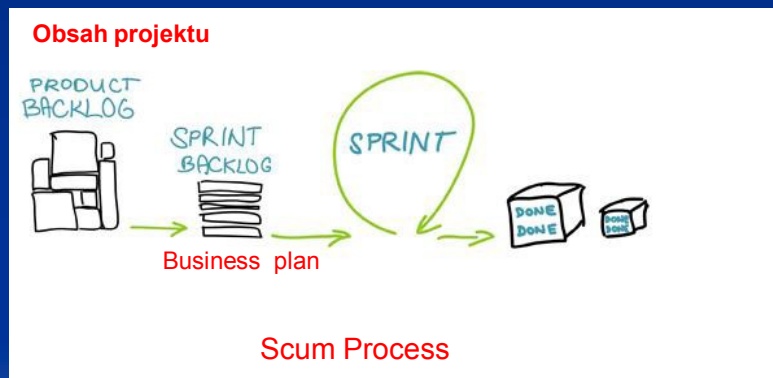 Obsah projektu
PRODUCT
BACKLOG
SPRINT
BACKLOG
SPRINT
DONE
DONE
DONE
DONE
Business plan
Scum Process